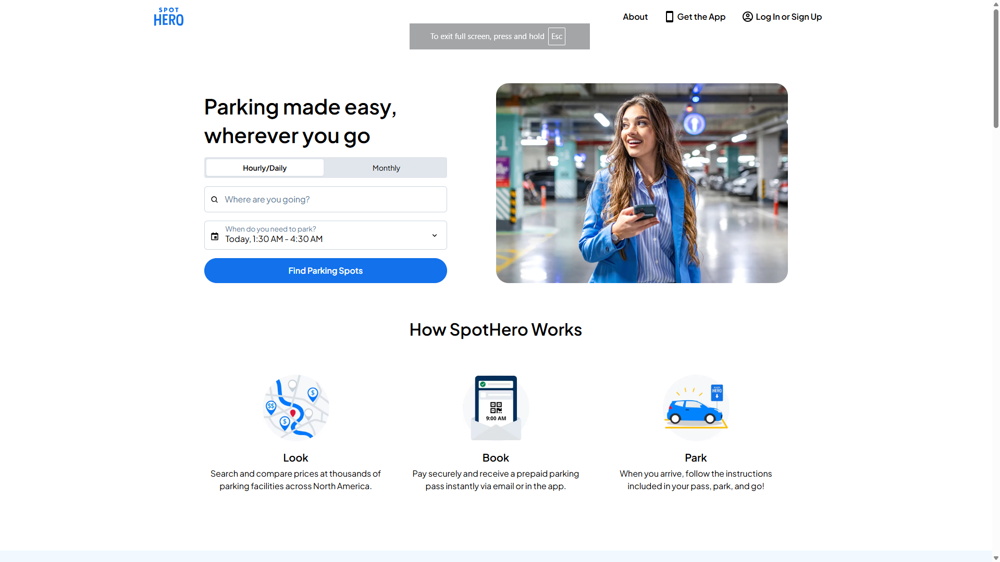 SPOT
HERO
About
Get the App
Log In or Sign Up
To exit full screen, press and hold Esc
Parking made easy,
wherever you go
Hourly/Daily
Monthly
Where are you going?
When do you need to park?
Today, 1:30 AM - 4:30 AM
Find Parking Spots
-1
How SpotHero Works
$
$$
$
9:00 AM
SPOT
HERO
Look
Search and compare prices at thousands of
parking facilities across North America.
Book
Pay securely and receive a prepaid parking
pass instantly via email or in the app.
Park
When you arrive, follow the instructions
included in your pass, park, and go!